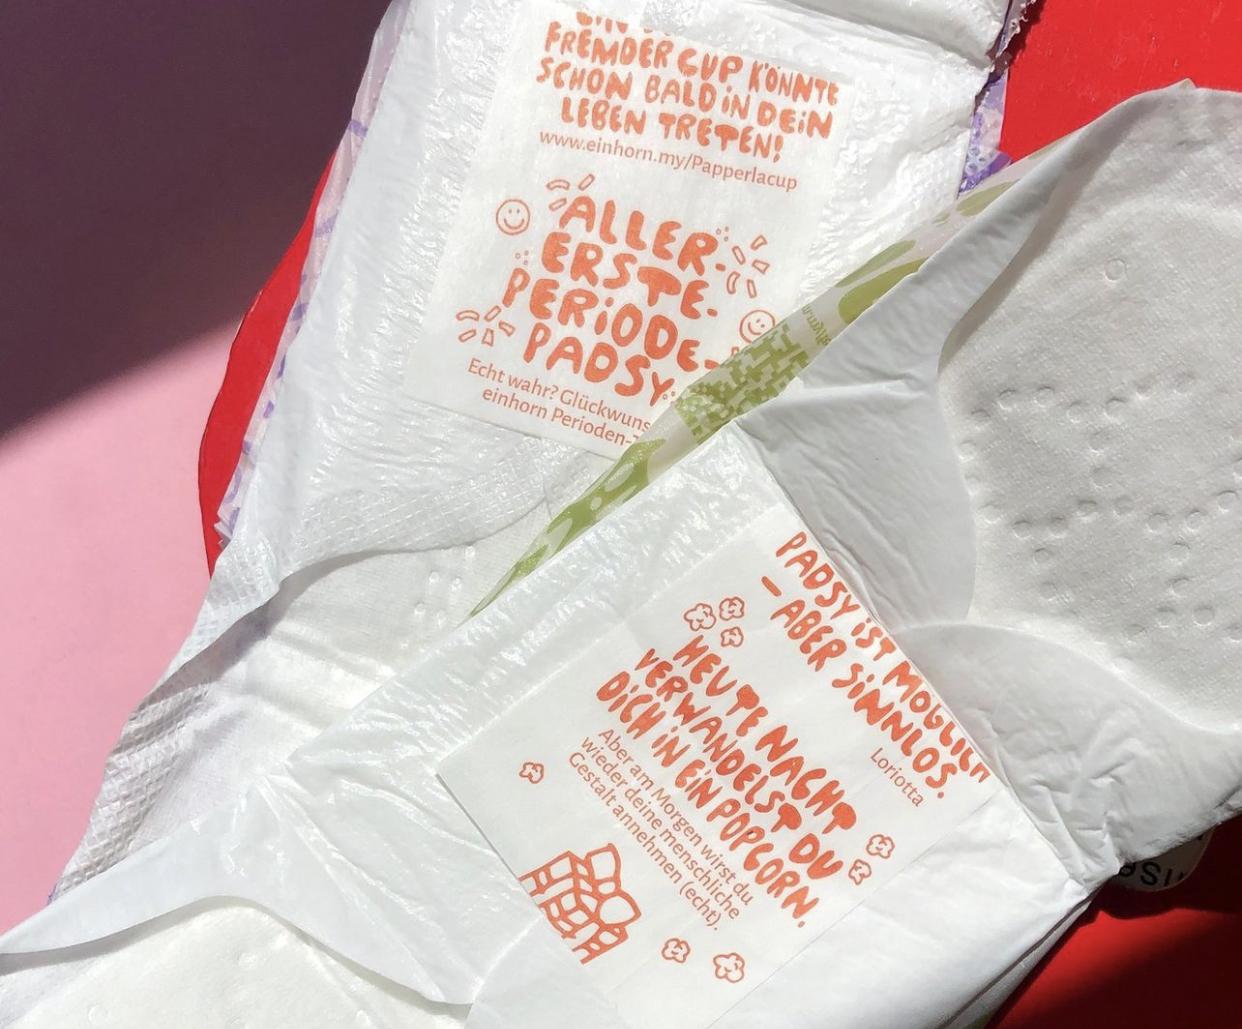 FREMDER CUP KÖNNTE
SCHON BALD iN DEiN
LEBEN TRETEN!
www.einhorn.my/Papperlacup
ALLER-
ERSTE-
PERiODE-
PADSY
Echt wahr? Glückwuns
einhorn Perioden-
PADSY iST MÖGLiCH
– ABER SiNNLOS.
Loriotta
HEUTE NACHT
VERWANDELST DU
DiCH iN EiN POPCORN.
Aber am Morgen wirst du
wieder deine menschliche
Gestalt annehmen (echt).